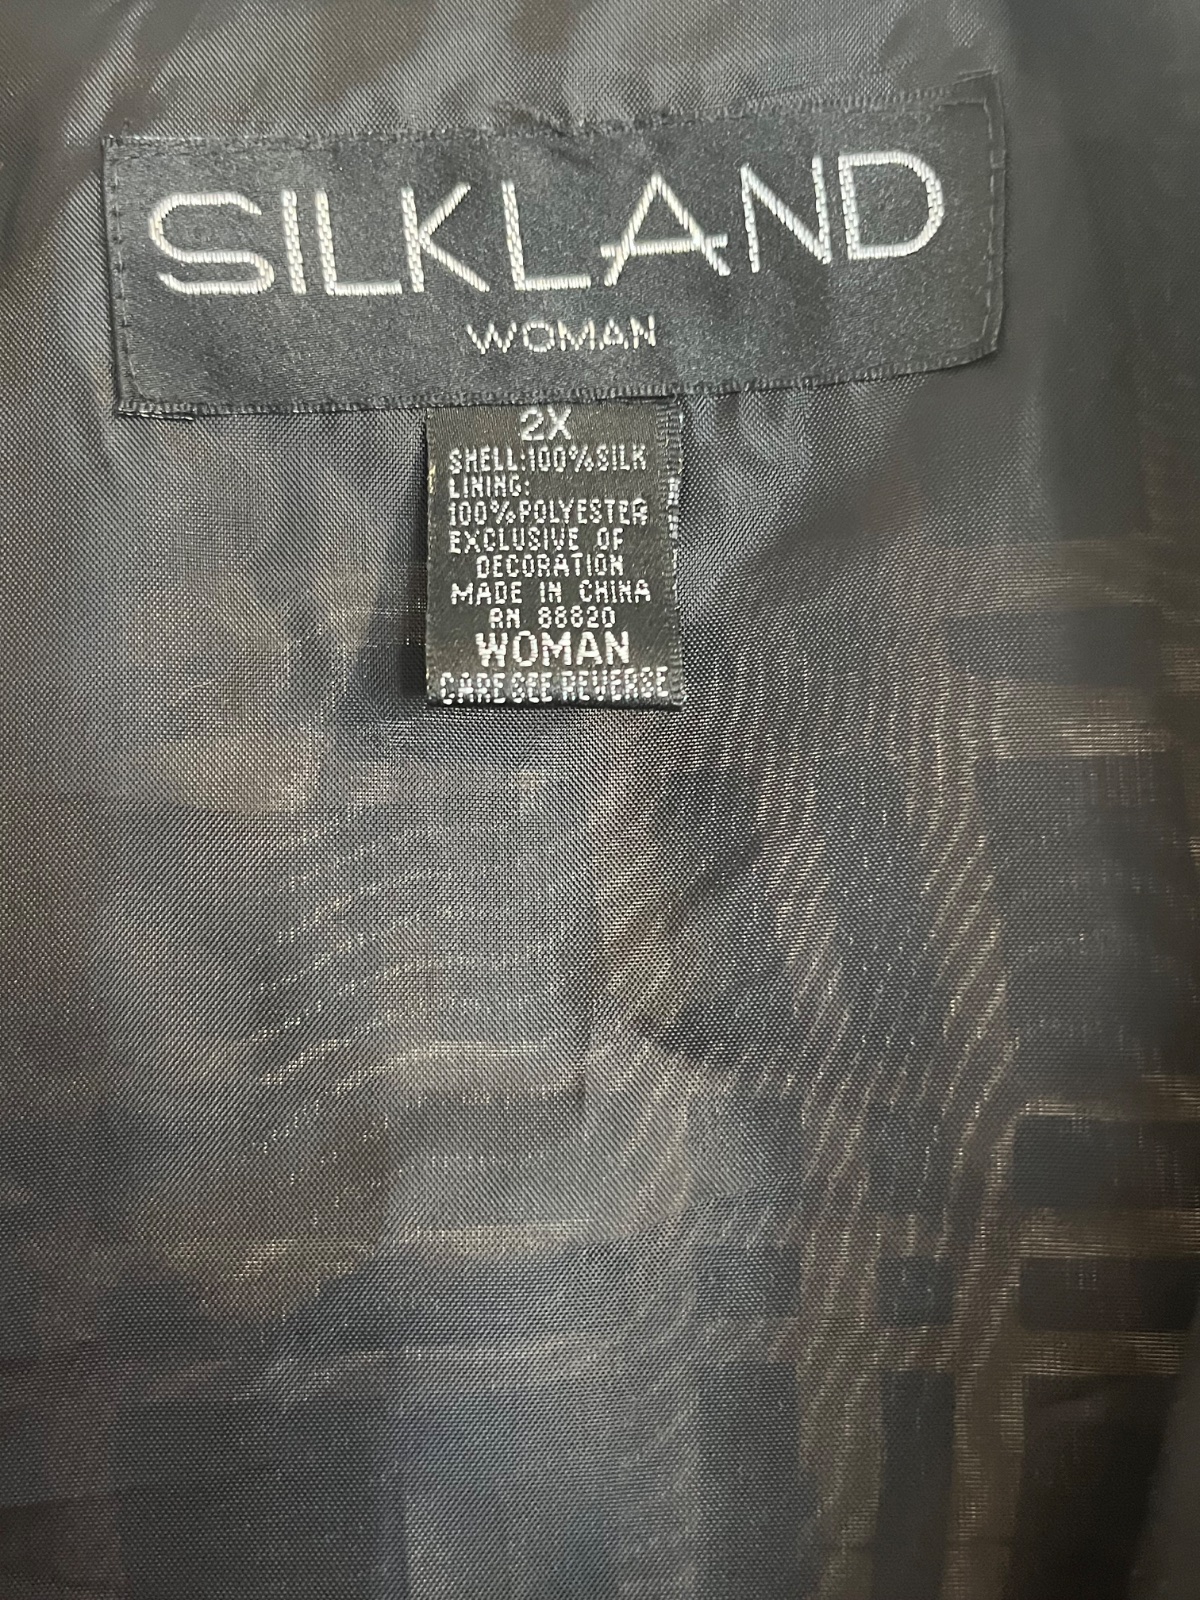 SILKLAND
WOMAN
2X
SHELL:100%SILK
LINING:
100%POLYESTER
EXCLUSIVE OF
DECORATION
MADE IN CHINA
RN 88820
WOMAN
CARE SEE REVERSE